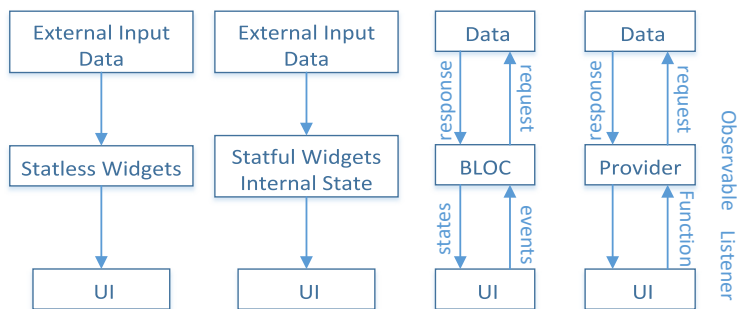 External Input
Data
External Input
Data
Data
Data
response
request
response
request
Statless Widgets
Statful Widgets
Internal State
BLOC
Provider
states
events
Function
Observable Listener
UI
UI
UI
UI